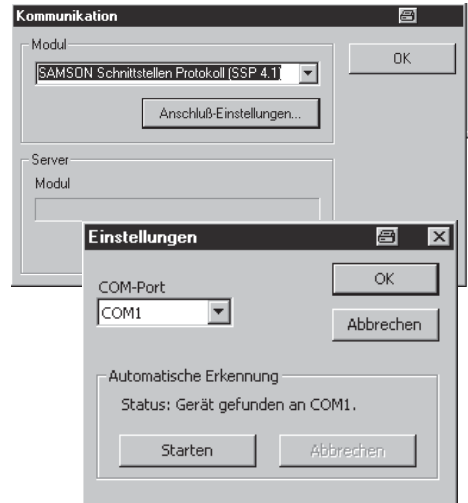 Kommunikation
Modul
SAMSON Schnittstellen Protokoll (SSP 4.1)
OK
Anschluß-Einstellungen...
Server
Modul
Einstellungen
OK
COM-Port
COM1
Abbrechen
Automatische Erkennung
Status: Gerät gefunden an COM1.
Starten
Abbrechen